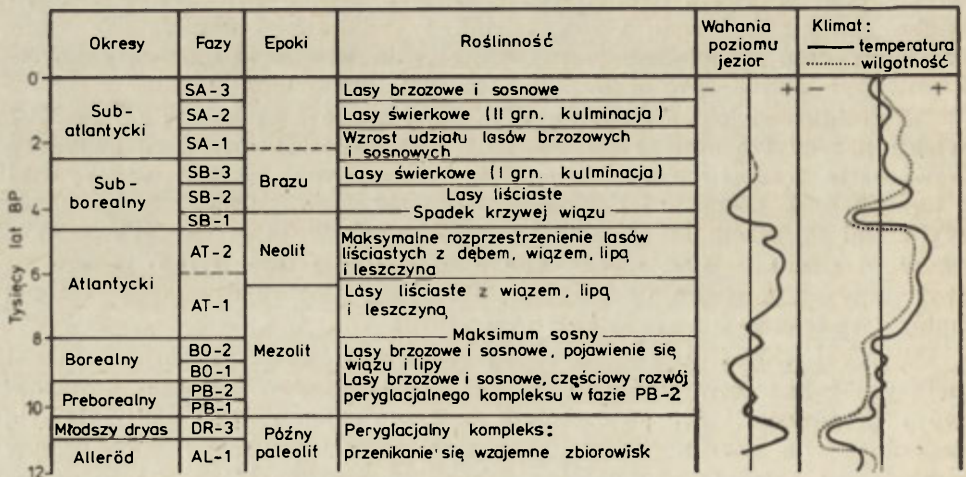 Okresy Fazy Epoki Roślinność Wahania poziomu jezior Klimat:
temperatura
wilgotność
- + - +
Tysięcy lat BP
0
2
4
6
8
10
12
Sub-
atlantycki
SA-3 Lasy brzozowe i sosnowe
SA-2 Lasy świerkowe (II grn. kulminacja)
SA-1 Wzrost udziału lasów brzozowych
i sosnowych
Sub-
borealny
Brązu
SB-3 Lasy świerkowe (I grn. kulminacja)
SB-2 Lasy liściaste
Spadek krzywej wiązu
SB-1
Atlantycki
AT-2 Neolit Maksymalne rozprzestrzenienie lasów
liściastych z dębem, wiązem, lipą
i leszczyną
AT-1 Lasy liściaste z wiązem, lipą
i leszczyną
Maksimum sosny
Borealny BO-2 Mezolit Lasy brzozowe i sosnowe, pojawienie się
wiązu i lipy
BO-1
Preborealny PB-2 Lasy brzozowe i sosnowe, częściowy rozwój
peryglacjalnego kompleksu w fazie PB-2
PB-1
Młodszy dryas DR-3 Późny
paleolit
Peryglacjalny kompleks:
Alleröd AL-1 przenikanie się wzajemne zbiorowisk